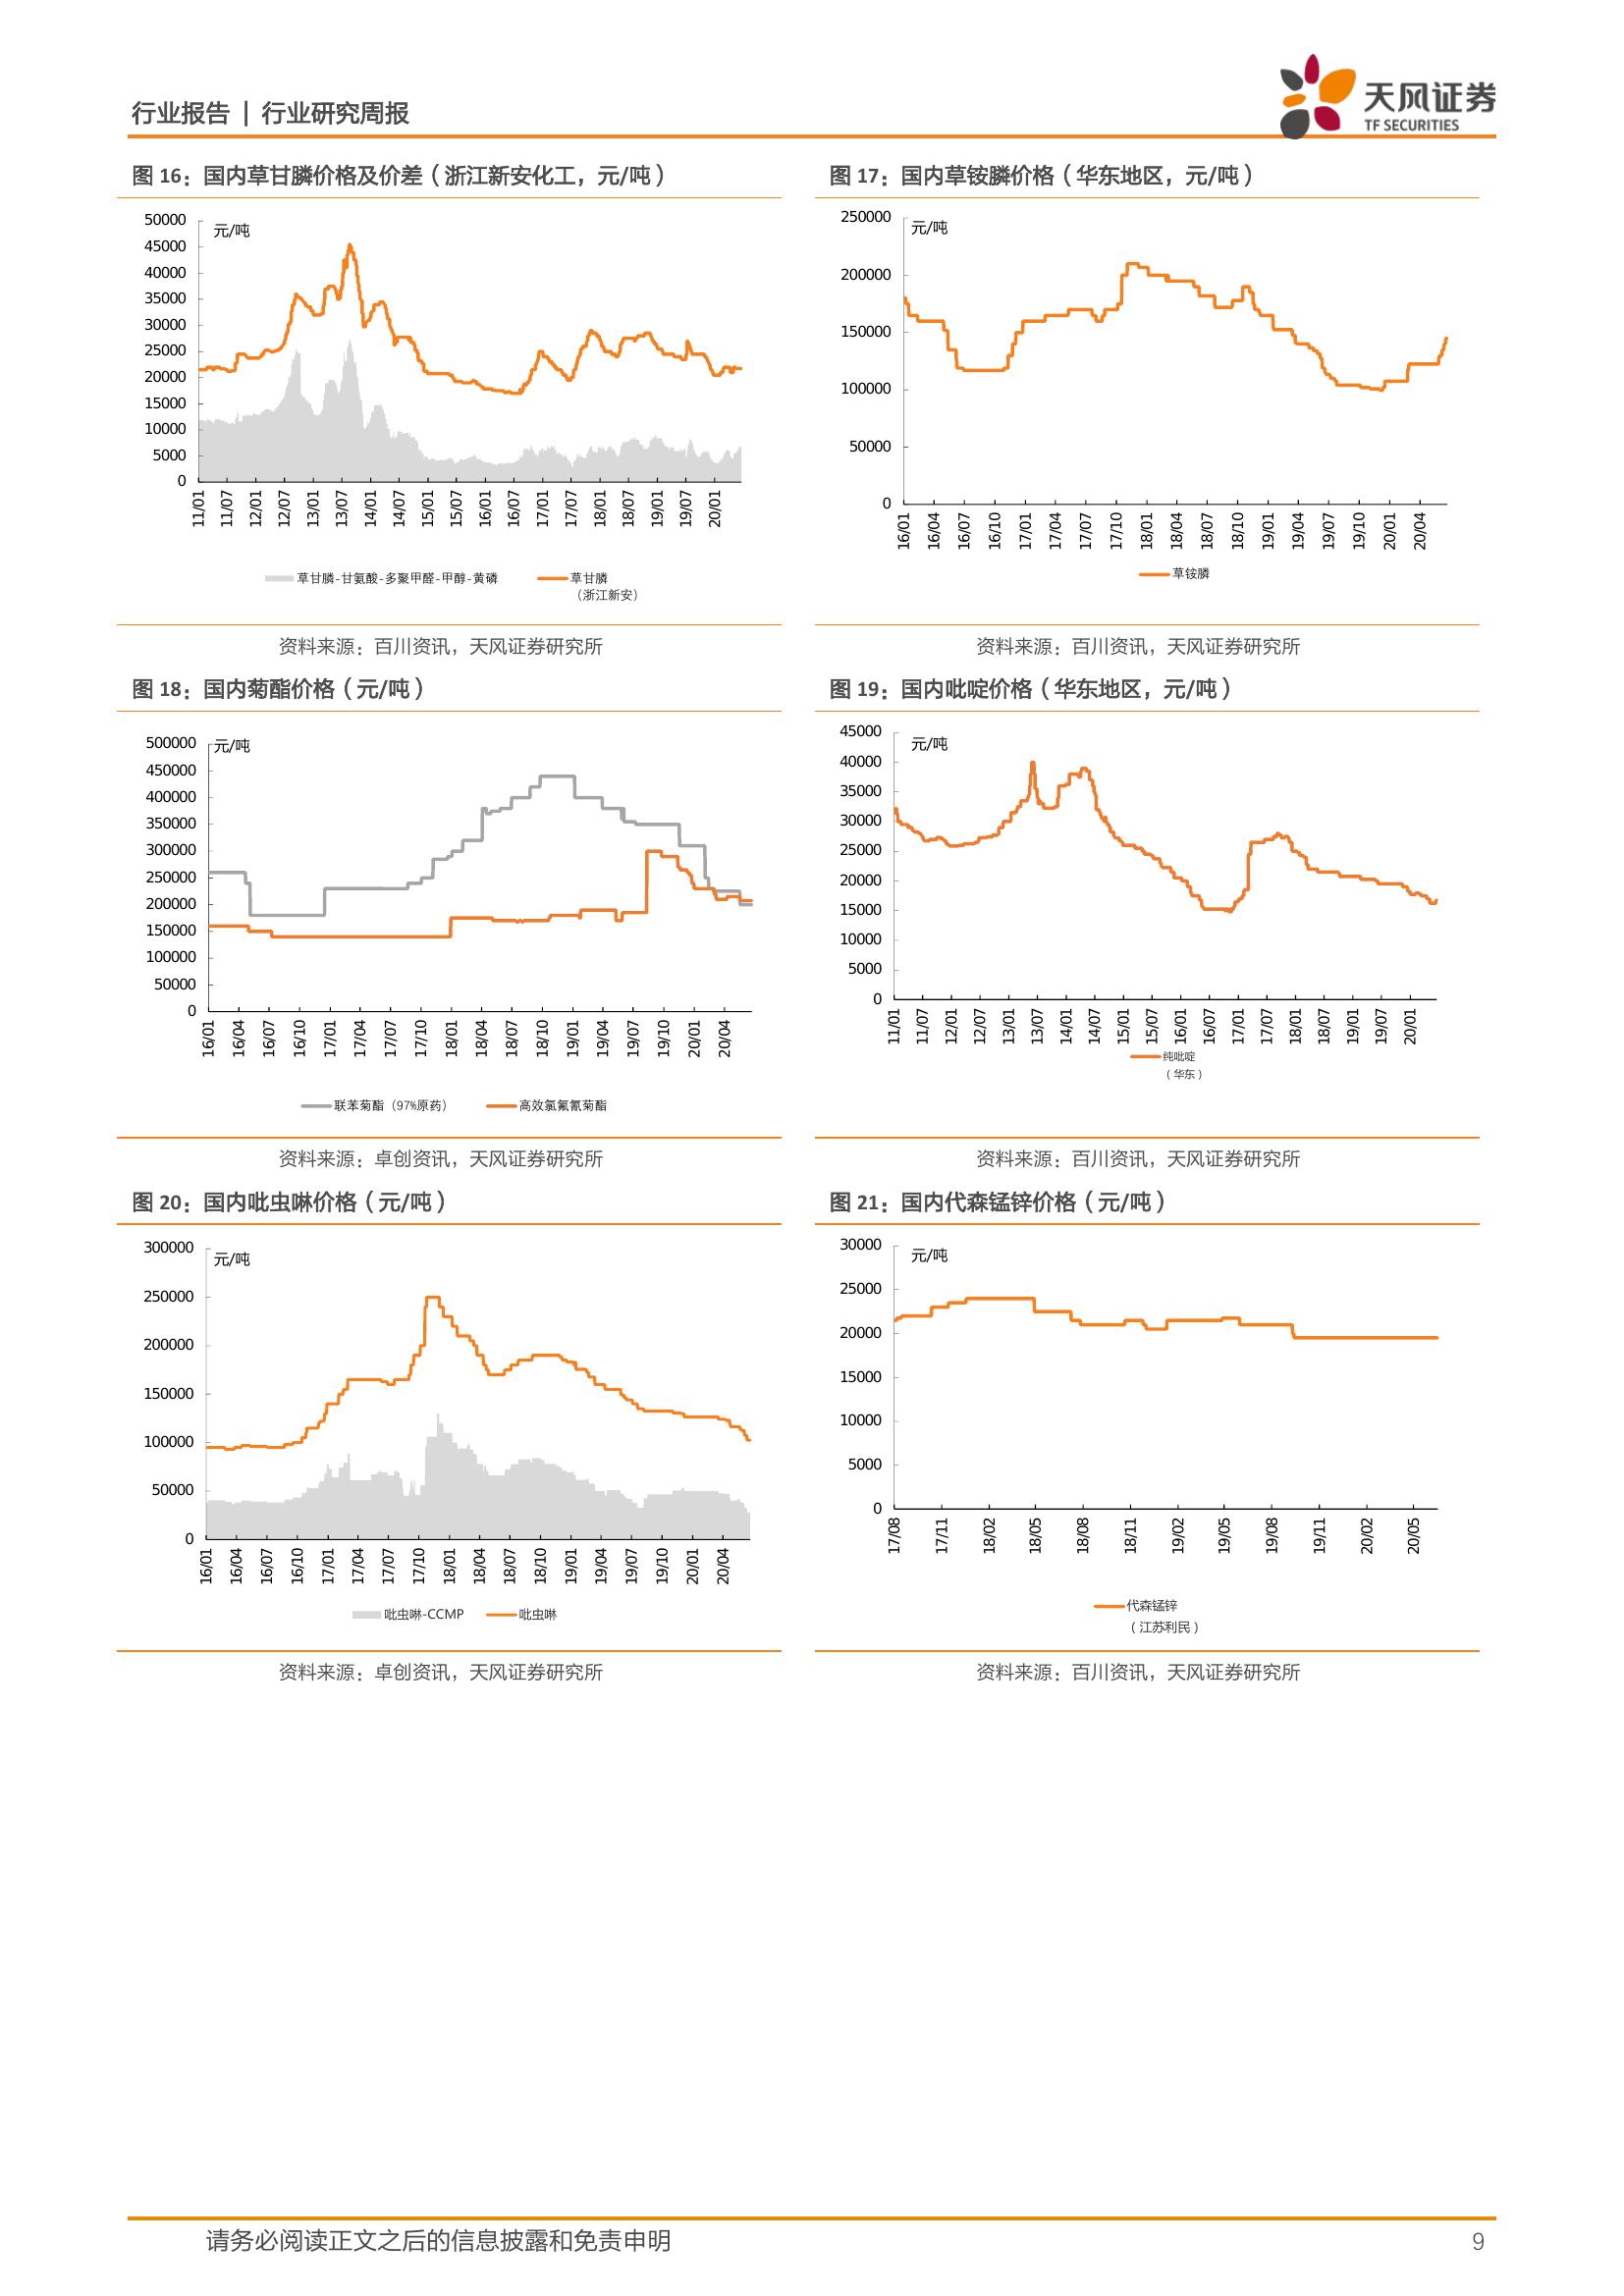 行业报告 | 行业研究周报
天风证券
TF SECURITIES
图 16：国内草甘膦价格及价差（浙江新安化工，元/吨）
元/吨
50000
45000
40000
35000
30000
25000
20000
15000
10000
5000
0
11/01 11/07 12/01 12/07 13/01 13/07 14/01 14/07 15/01 15/07 16/01 16/07 17/01 17/07 18/01 18/07 19/01 19/07 20/01
草甘膦-甘氨酸-多聚甲醛-甲醇-黄磷 草甘膦
（浙江新安）
资料来源：百川资讯，天风证券研究所
图 17：国内草铵膦价格（华东地区，元/吨）
元/吨
250000
200000
150000
100000
50000
0
16/01 16/04 16/07 16/10 17/01 17/04 17/07 17/10 18/01 18/04 18/07 18/10 19/01 19/04 19/07 19/10 20/01 20/04
草铵膦
资料来源：百川资讯，天风证券研究所
图 18：国内菊酯价格（元/吨）
元/吨
500000
450000
400000
350000
300000
250000
200000
150000
100000
50000
0
16/01 16/04 16/07 16/10 17/01 17/04 17/07 17/10 18/01 18/04 18/07 18/10 19/01 19/04 19/07 19/10 20/01 20/04
联苯菊酯（97%原药） 高效氯氟氰菊酯
资料来源：卓创资讯，天风证券研究所
图 19：国内吡啶价格（华东地区，元/吨）
元/吨
45000
40000
35000
30000
25000
20000
15000
10000
5000
0
11/01 11/07 12/01 12/07 13/01 13/07 14/01 14/07 15/01 15/07 16/01 16/07 17/01 17/07 18/01 18/07 19/01 19/07 20/01
纯吡啶
（华东）
资料来源：百川资讯，天风证券研究所
图 20：国内吡虫啉价格（元/吨）
元/吨
300000
250000
200000
150000
100000
50000
0
16/01 16/04 16/07 16/10 17/01 17/04 17/07 17/10 18/01 18/04 18/07 18/10 19/01 19/04 19/07 19/10 20/01 20/04
吡虫啉-CCMP 吡虫啉
资料来源：卓创资讯，天风证券研究所
图 21：国内代森锰锌价格（元/吨）
元/吨
30000
25000
20000
15000
10000
5000
0
17/08 17/11 18/02 18/05 18/08 18/11 19/02 19/05 19/08 19/11 20/02 20/05
代森锰锌
（江苏利民）
资料来源：百川资讯，天风证券研究所
请务必阅读正文之后的信息披露和免责申明 9